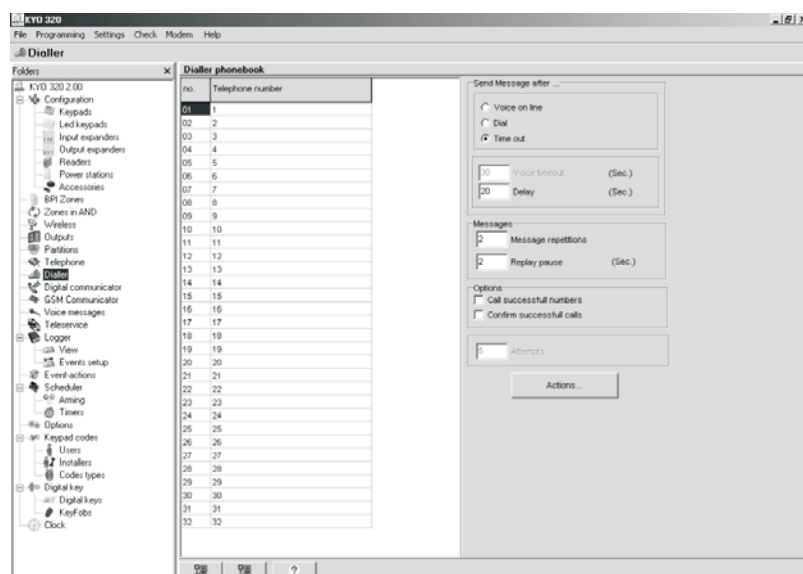 KYO 320
File Programming Settings Check Modem Help
Dialler
Folders
KYO 320 2.00
Configuration
Keypads
Led keypads
Input expanders
Output expanders
Readers
Power stations
Accessories
BPI Zones
Zones in AND
Wireless
Outputs
Partitions
Telephone
Dialler
Digital communicator
GSM Communicator
Voice messages
Teleservice
Logger
View
Events setup
Event-actions
Scheduler
Arming
Timers
Options
Keypad codes
Users
Installers
Codes types
Digital key
Digital keys
KeyFobs
Clock
Dialler phonebook
no. Telephone number
01 1
02 2
03 3
04 4
05 5
06 6
07 7
08 8
09 9
10 10
11 11
12 12
13 13
14 14
15 15
16 16
17 17
18 18
19 19
20 20
21 21
22 22
23 23
24 24
25 25
26 26
27 27
28 28
29 29
30 30
31 31
32 32
Send Message after ...
Voice on line
Dial
Time out
30 Voice timeout (Sec.)
20 Delay (Sec.)
Messages
2 Message repetitions
2 Replay pause (Sec.)
Options
Call successfull numbers
Confirm successfull calls
5 Attempts
Actions...
?